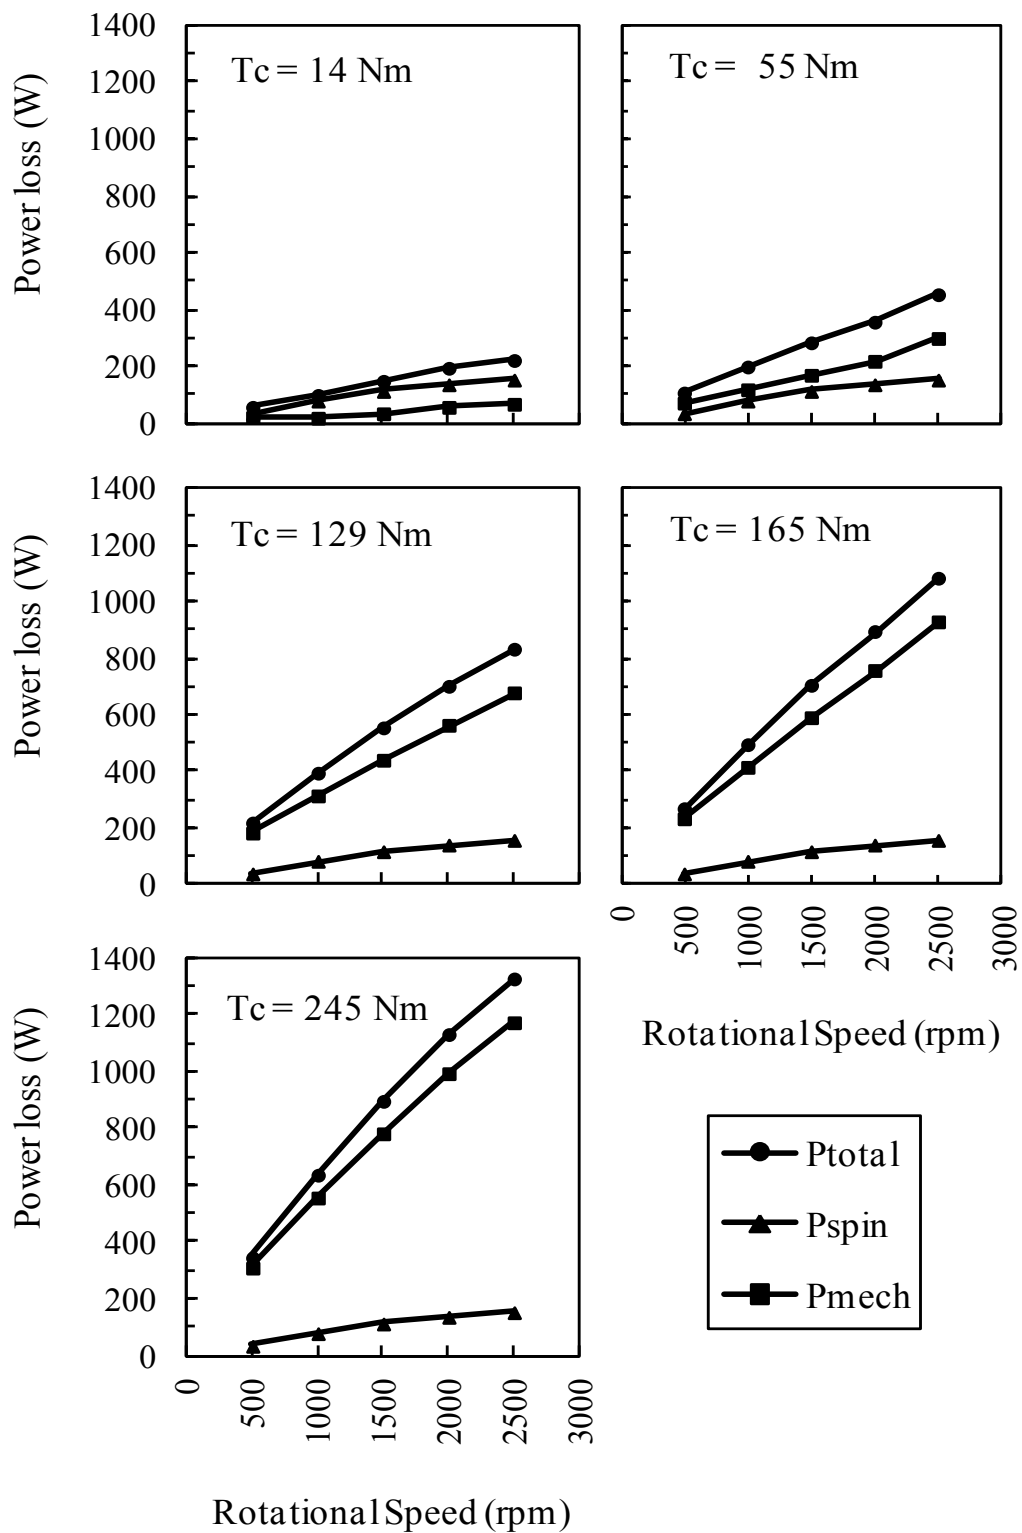 Power loss (W)
1400
1200
1000
800
600
400
200
0
Tc = 14 Nm
Tc = 55 Nm
Power loss (W)
1400
1200
1000
800
600
400
200
0
Tc = 129 Nm
Tc = 165 Nm
0
500
1000
1500
2000
2500
3000
Rotational Speed (rpm)
Power loss (W)
1400
1200
1000
800
600
400
200
0
Tc = 245 Nm
0
500
1000
1500
2000
2500
3000
Rotational Speed (rpm)
Ptotal
Pspin
Pmech